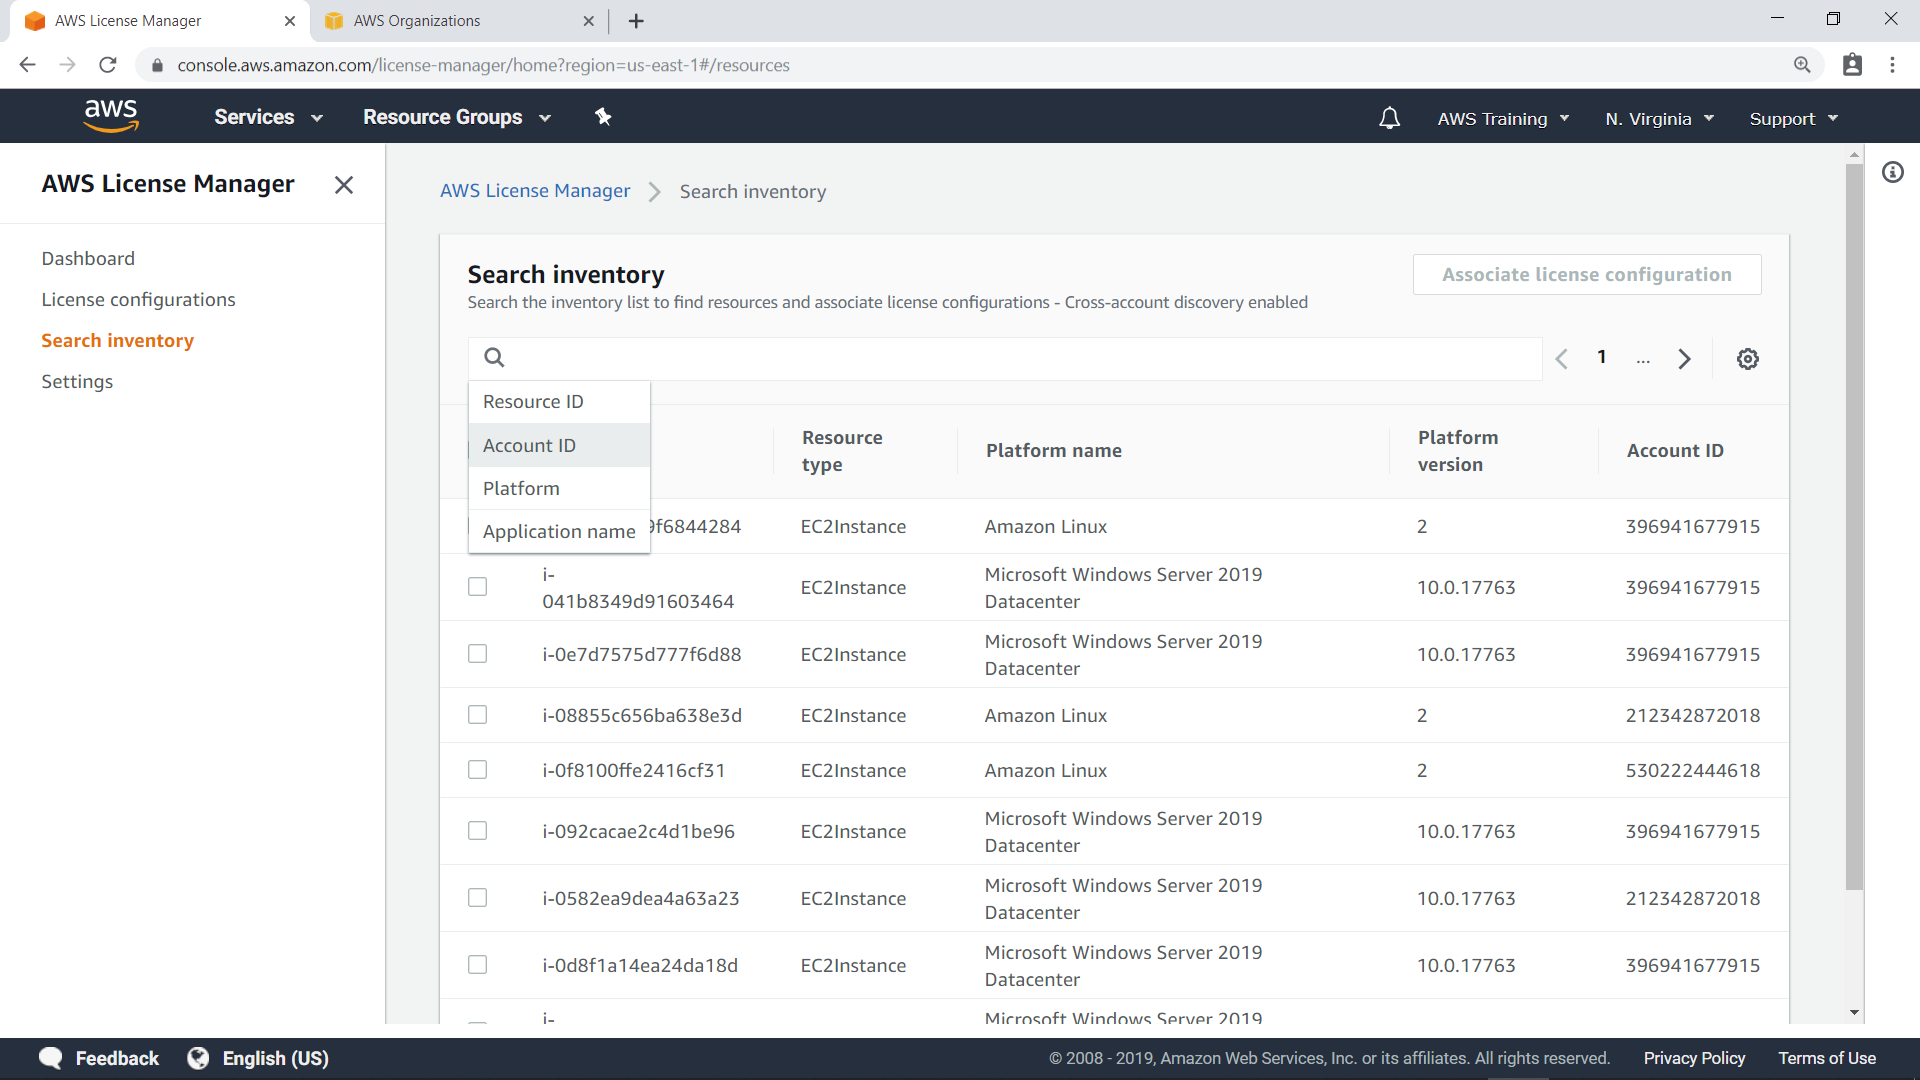 AWS License Manager
AWS Organizations
console.aws.amazon.com/license-manager/home?region=us-east-1#/resources
aws
Services
Resource Groups
AWS Training
N. Virginia
Support
AWS License Manager
Dashboard
License configurations
Search inventory
Settings
AWS License Manager
Search inventory
Search inventory
Associate license configuration
Search the inventory list to find resources and associate license configurations - Cross-account discovery enabled
1
...
Resource ID
Account ID
Platform
Application name
Resource
type
Platform name
Platform
version
Account ID
9f6844284
EC2Instance
Amazon Linux
2
396941677915
i-
041b8349d91603464
EC2Instance
Microsoft Windows Server 2019
Datacenter
10.0.17763
396941677915
i-0e7d7575d777f6d88
EC2Instance
Microsoft Windows Server 2019
Datacenter
10.0.17763
396941677915
i-08855c656ba638e3d
EC2Instance
Amazon Linux
2
212342872018
i-0f8100ffe2416cf31
EC2Instance
Amazon Linux
2
530222444618
i-092cacae2c4d1be96
EC2Instance
Microsoft Windows Server 2019
Datacenter
10.0.17763
396941677915
i-0582ea9dea4a63a23
EC2Instance
Microsoft Windows Server 2019
Datacenter
10.0.17763
212342872018
i-0d8f1a14ea24da18d
EC2Instance
Microsoft Windows Server 2019
Datacenter
10.0.17763
396941677915
i-
Microsoft Windows Server 2019
Feedback
English (US)
© 2008 - 2019, Amazon Web Services, Inc. or its affiliates. All rights reserved.
Privacy Policy
Terms of Use